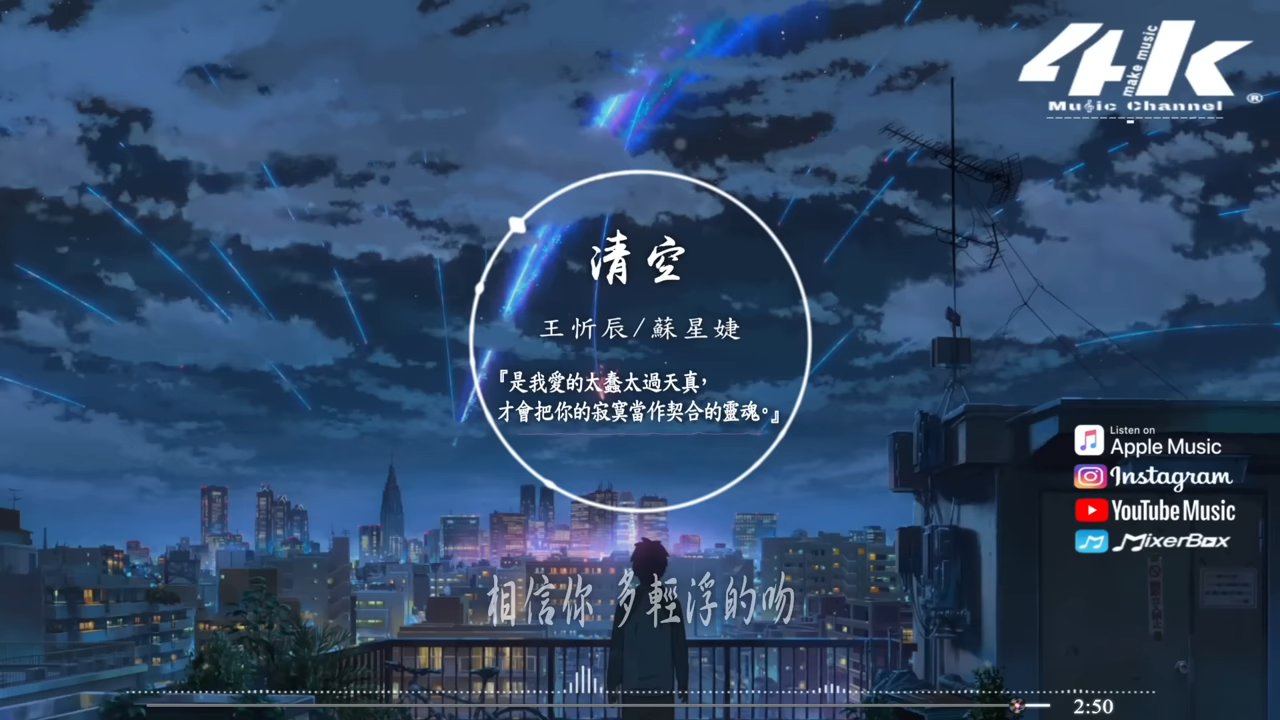 4k
make music
Music Channel
®
清空
王忻辰/蘇星婕
『是我愛的太蠢太過天真，
才會把你的寂寞當作契合的靈魂。』
Listen on
Apple Music
Instagram
YouTube Music
MixerBox
相信你 多輕浮的吻
2:50